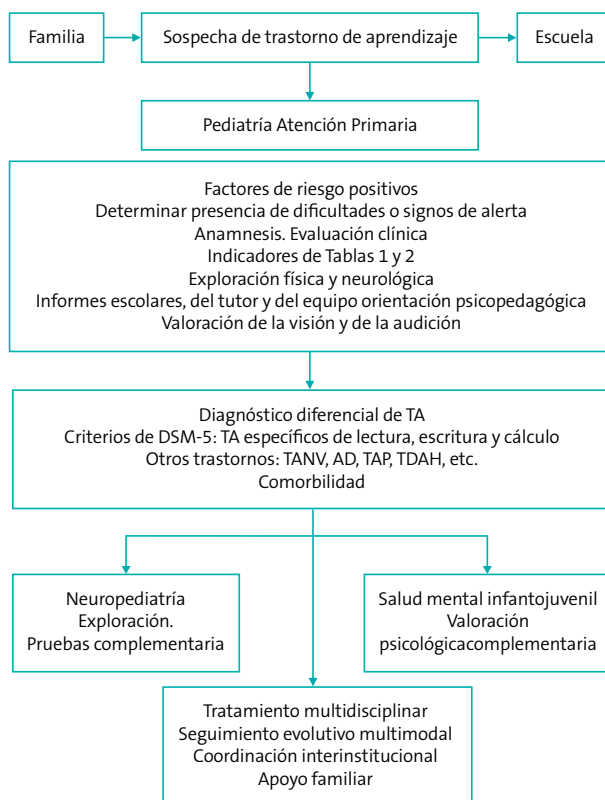 Familia
Sospecha de trastorno de aprendizaje
Escuela
Pediatría Atención Primaria
Factores de riesgo positivos
Determinar presencia de dificultades o signos de alerta
Anamnesis. Evaluación clínica
Indicadores de Tablas 1 y 2
Exploración física y neurológica
Informes escolares, del tutor y del equipo orientación psicopedagógica
Valoración de la visión y de la audición
Diagnóstico diferencial de TA
Criterios de DSM-5: TA específicos de lectura, escritura y cálculo
Otros trastornos: TANV, AD, TAP, TDAH, etc.
Comorbilidad
Neuropediatría
Exploración.
Pruebas complementaria
Salud mental infantojuvenil
Valoración
psicológicacomplementaria
Tratamiento multidisciplinar
Seguimiento evolutivo multimodal
Coordinación interinstitucional
Apoyo familiar